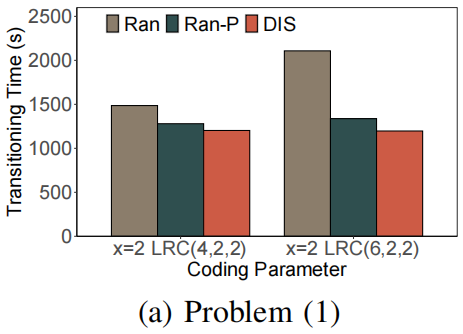 Transitioning Time (s)
2500
2000
1500
1000
500
0
Ran Ran-P DIS
x=2 LRC(4,2,2) x=2 LRC(6,2,2)
Coding Parameter
(a) Problem (1)